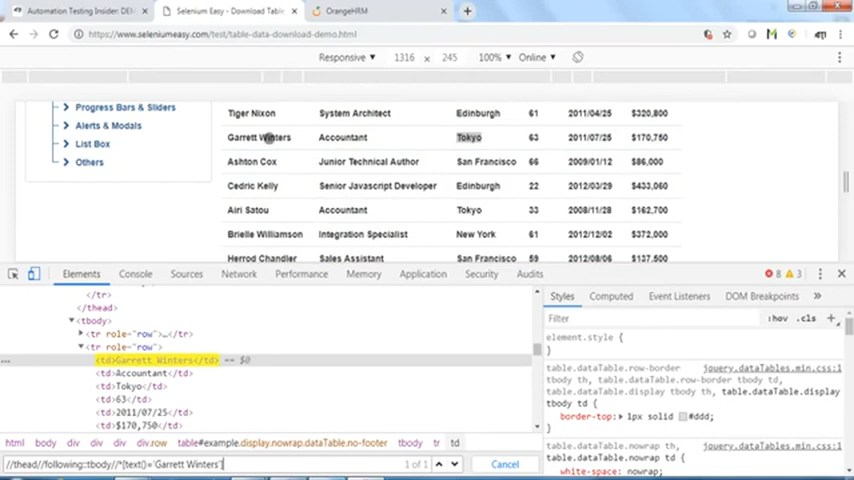 Automation Testing Insider: DEM × Selenium Easy - Download Table × OrangeHRM ×
https://www.seleniumeasy.com/test/table-data-download-demo.html
Responsive ▼ 1316 × 245 100% ▼ Online ▼
Progress Bars & Sliders
Alerts & Modals
List Box
Others
Tiger Nixon System Architect Edinburgh 61 2011/04/25 $320,800
Garrett Winters Accountant Tokyo 63 2011/07/25 $170,750
Ashton Cox Junior Technical Author San Francisco 66 2009/01/12 $86,000
Cedric Kelly Senior Javascript Developer Edinburgh 22 2012/03/29 $433,060
Airi Satou Accountant Tokyo 33 2008/11/28 $162,700
Brielle Williamson Integration Specialist New York 61 2012/12/02 $372,000
Herrod Chandler Sales Assistant San Francisco 59 2012/08/06 $137,500
Elements Console Sources Network Performance Memory Application Security Audits 8 3
</tr>
</thead>
▼<tbody>
▶<tr role="row">…</tr>
▼<tr role="row">
… <td>Garrett Winters</td> == $0
<td>Accountant</td>
<td>Tokyo</td>
<td>63</td>
<td>2011/07/25</td>
<td>$170,750</td>
html body div div div div.row table#example.display.nowrap.dataTable.no-footer tbody tr td
//thead//following::tbody//*[text()='Garrett Winters'] 1 of 1 Cancel
Styles Computed Event Listeners DOM Breakpoints »
Filter :hov .cls +
element.style {
}
table.dataTable.row-border jquery.dataTables.min.css:1
tbody th, table.dataTable.row-border tbody td,
table.dataTable.display tbody th, table.dataTable.display
tbody td {
border-top:▶1px solid #ddd;
}
table.dataTable.nowrap th, jquery.dataTables.min.css:1
table.dataTable.nowrap td {
white-space: nowrap;